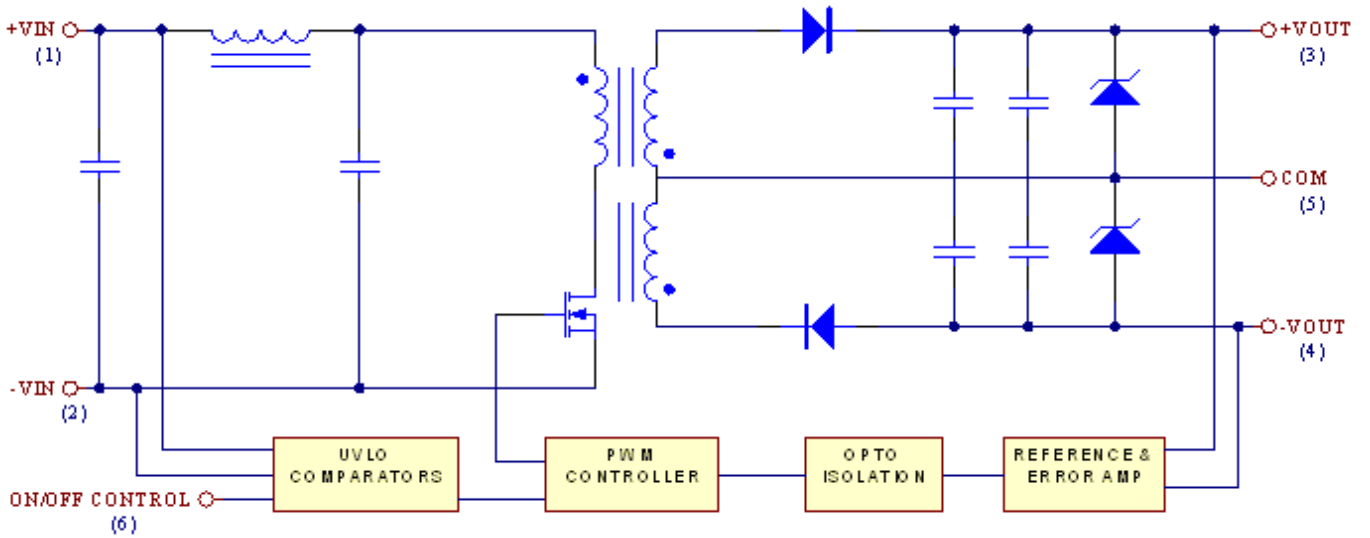 +VIN
(1)
+VOUT
(3)
COM
(5)
-VOUT
(4)
-VIN
(2)
UVLO
COMPARATORS
PWM
CONTROLLER
OPTO
ISOLATION
REFERENCE &
ERROR AMP
ON/OFF CONTROL
(6)